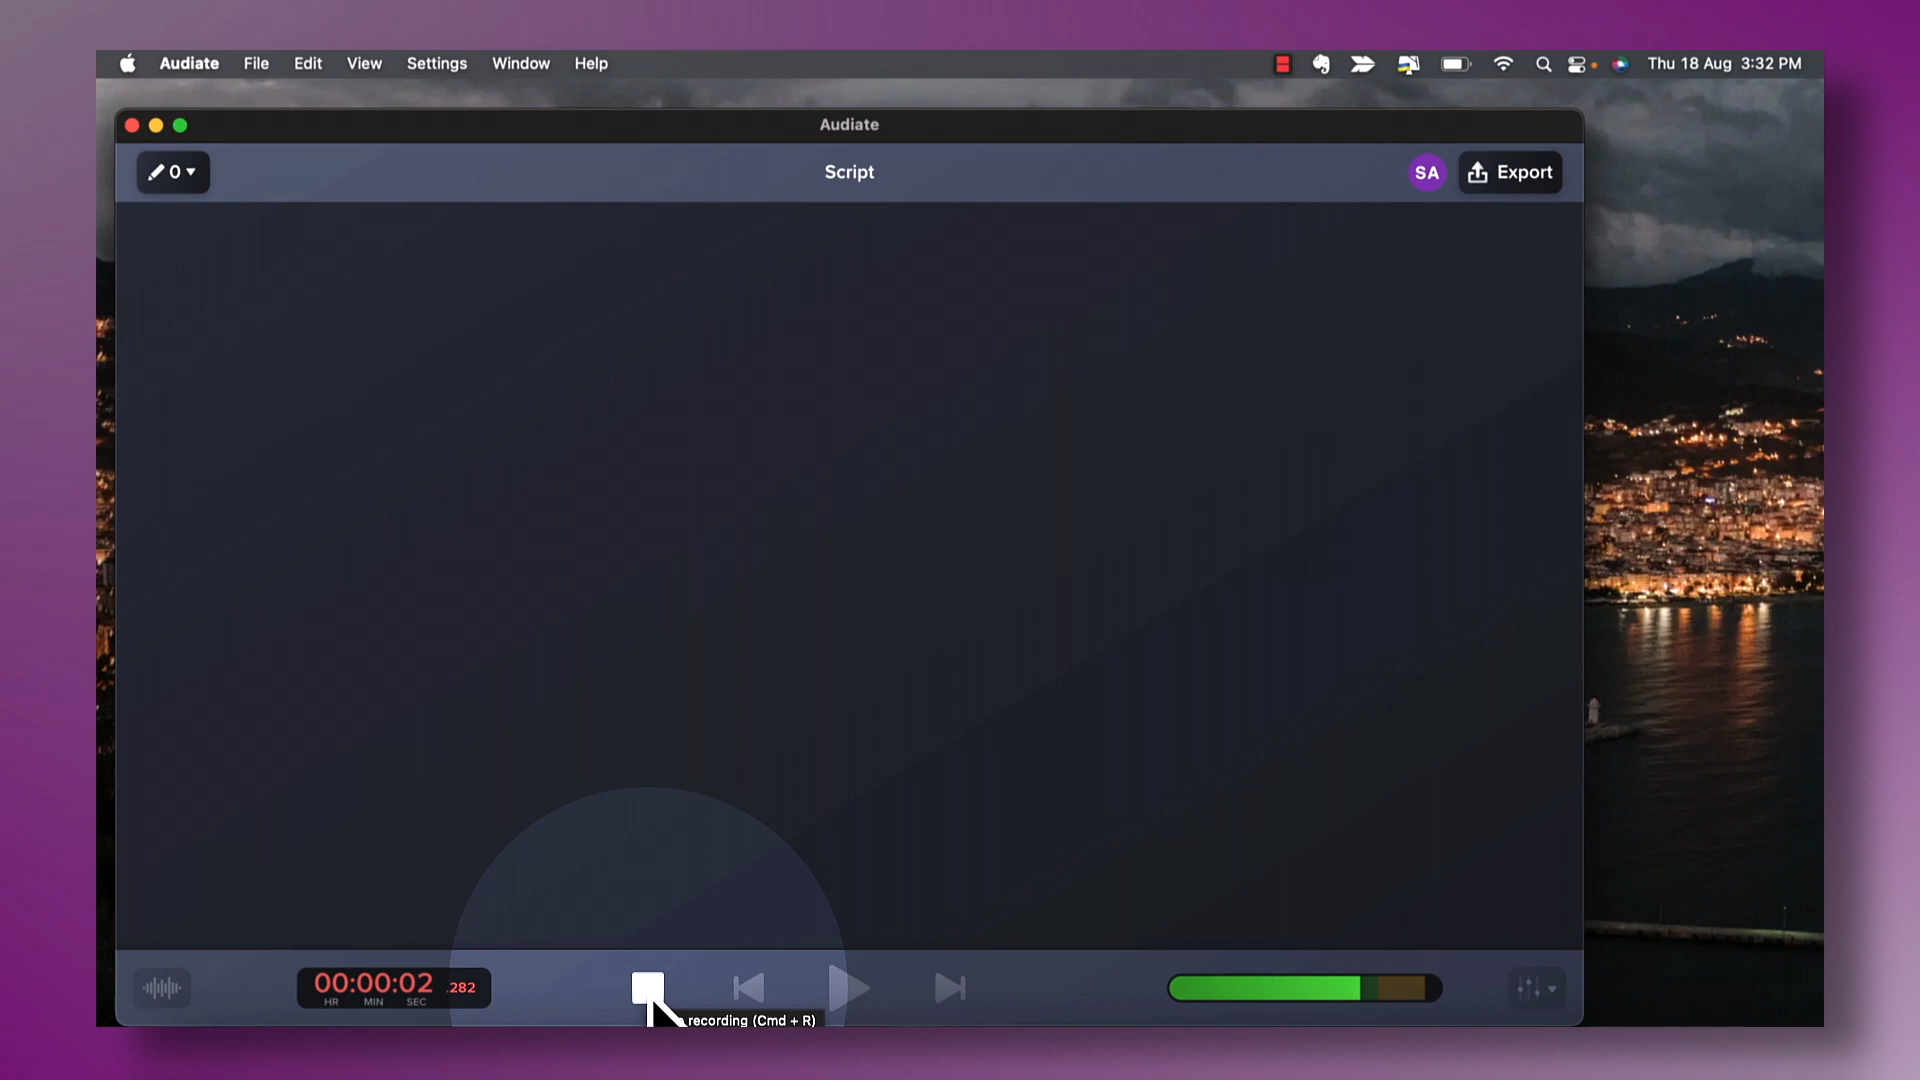 Audiate File Edit View Settings Window Help Thu 18 Aug 3:32 PM
Audiate
0 Script SA Export
00:00:02 .282
HR MIN SEC
recording (Cmd + R)